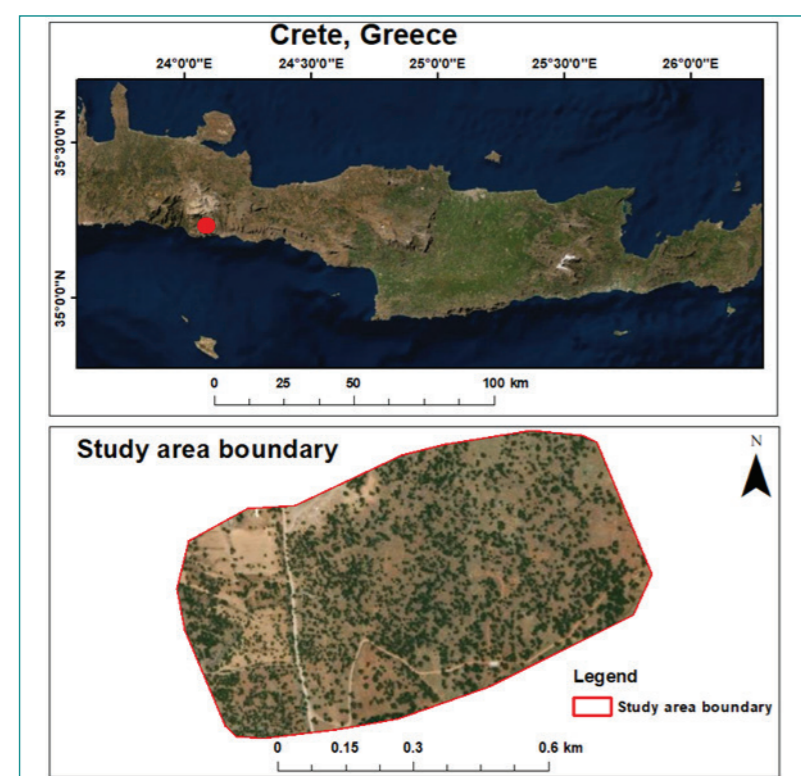 Crete, Greece
24°0'0"E 24°30'0"E 25°0'0"E 25°30'0"E 26°0'0"E
35°30'0"N
35°0'0"N
0 25 50 100 km
Study area boundary
N
Legend
Study area boundary
0 0.15 0.3 0.6 km